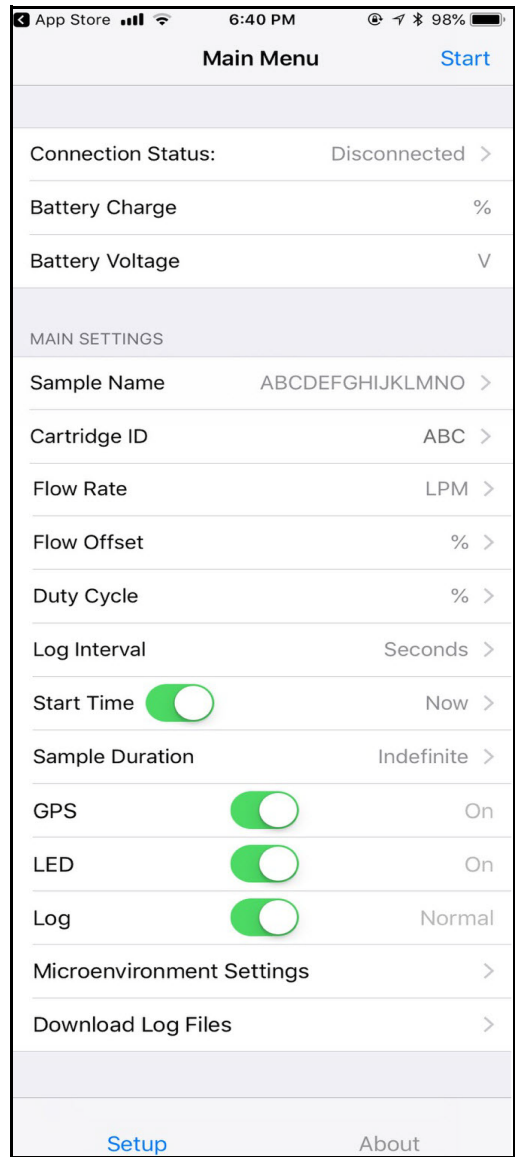 App Store 6:40 PM 98%
Main Menu Start
Connection Status: Disconnected
Battery Charge %
Battery Voltage V
MAIN SETTINGS
Sample Name ABCDEFGHIJKLMNO
Cartridge ID ABC
Flow Rate LPM
Flow Offset %
Duty Cycle %
Log Interval Seconds
Start Time Now
Sample Duration Indefinite
GPS On
LED On
Log Normal
Microenvironment Settings
Download Log Files
Setup About